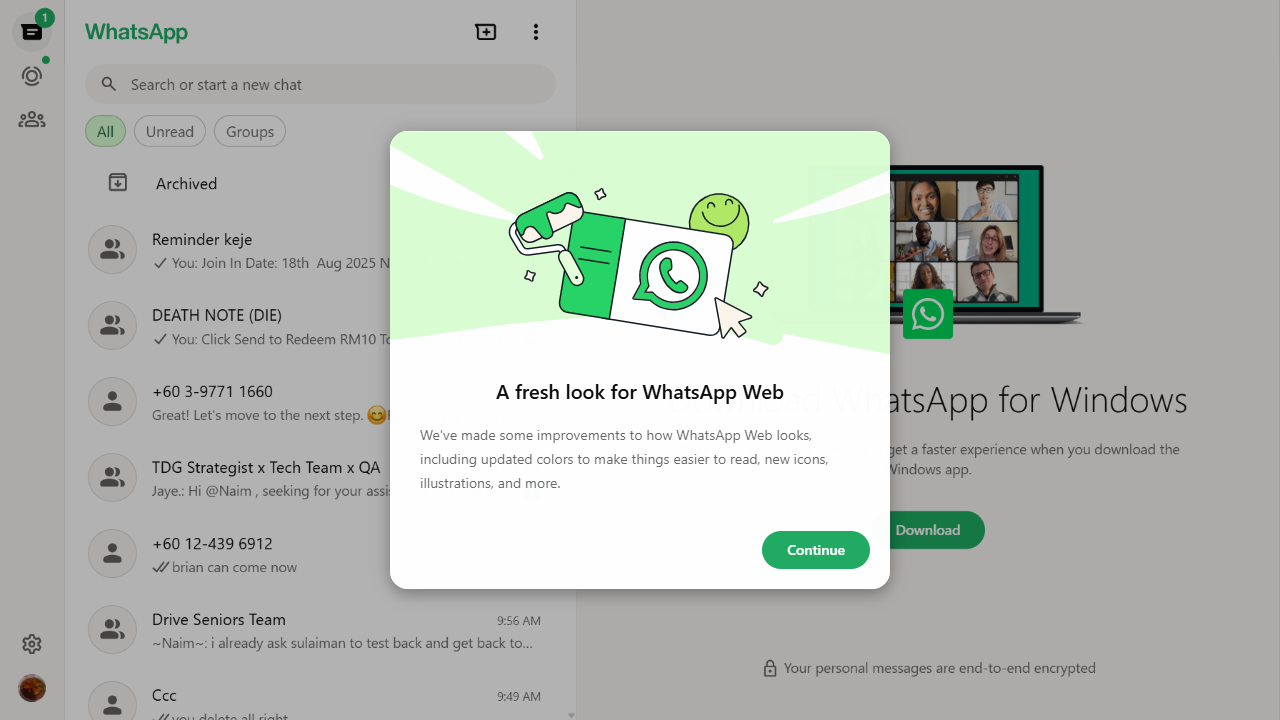 1
WhatsApp
Search or start a new chat
All
Unread
Groups
Archived
Reminder keje
You: Join In Date: 18th Aug 2025 N
DEATH NOTE (DIE)
You: Click Send to Redeem RM10 T
+60 3-9771 1660
Great! Let's move to the next step. 😊
TDG Strategist x Tech Team x QA
Jaye.: Hi @Naim , seeking for your assi
+60 12-439 6912
brian can come now
Drive Seniors Team
9:56 AM
~Naim~: i already ask sulaiman to test back and get back to...
Ccc
9:49 AM
you delete all right
A fresh look for WhatsApp Web
We've made some improvements to how WhatsApp Web looks,
including updated colors to make things easier to read, new icons,
illustrations, and more.
Continue
Download WhatsApp for Windows
get a faster experience when you download the
Windows app.
Download
Your personal messages are end-to-end encrypted